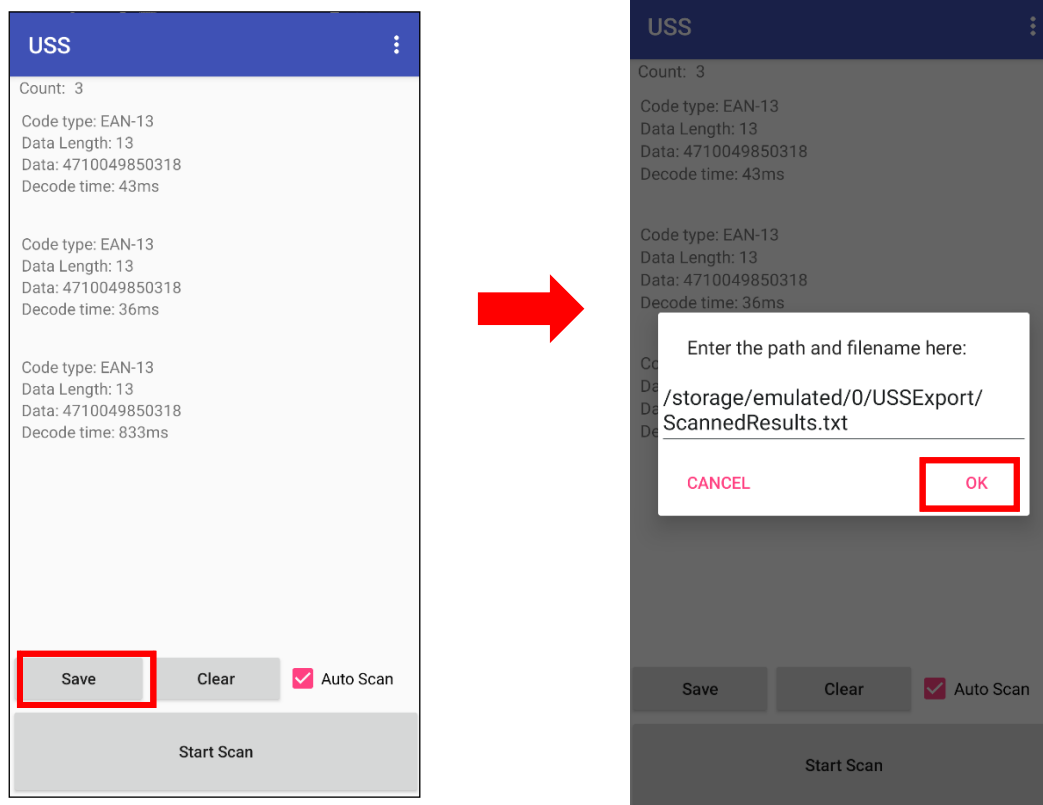 USS
Count: 3
Code type: EAN-13
Data Length: 13
Data: 4710049850318
Decode time: 43ms
Code type: EAN-13
Data Length: 13
Data: 4710049850318
Decode time: 36ms
Code type: EAN-13
Data Length: 13
Data: 4710049850318
Decode time: 833ms
Save
Clear
Auto Scan
Start Scan
USS
Count: 3
Code type: EAN-13
Data Length: 13
Data: 4710049850318
Decode time: 43ms
Code type: EAN-13
Data Length: 13
Data: 4710049850318
Decode time: 36ms
Co
Da
Da
De
Enter the path and filename here:
/storage/emulated/0/USSExport/
ScannedResults.txt
CANCEL
OK
Save
Clear
Auto Scan
Start Scan